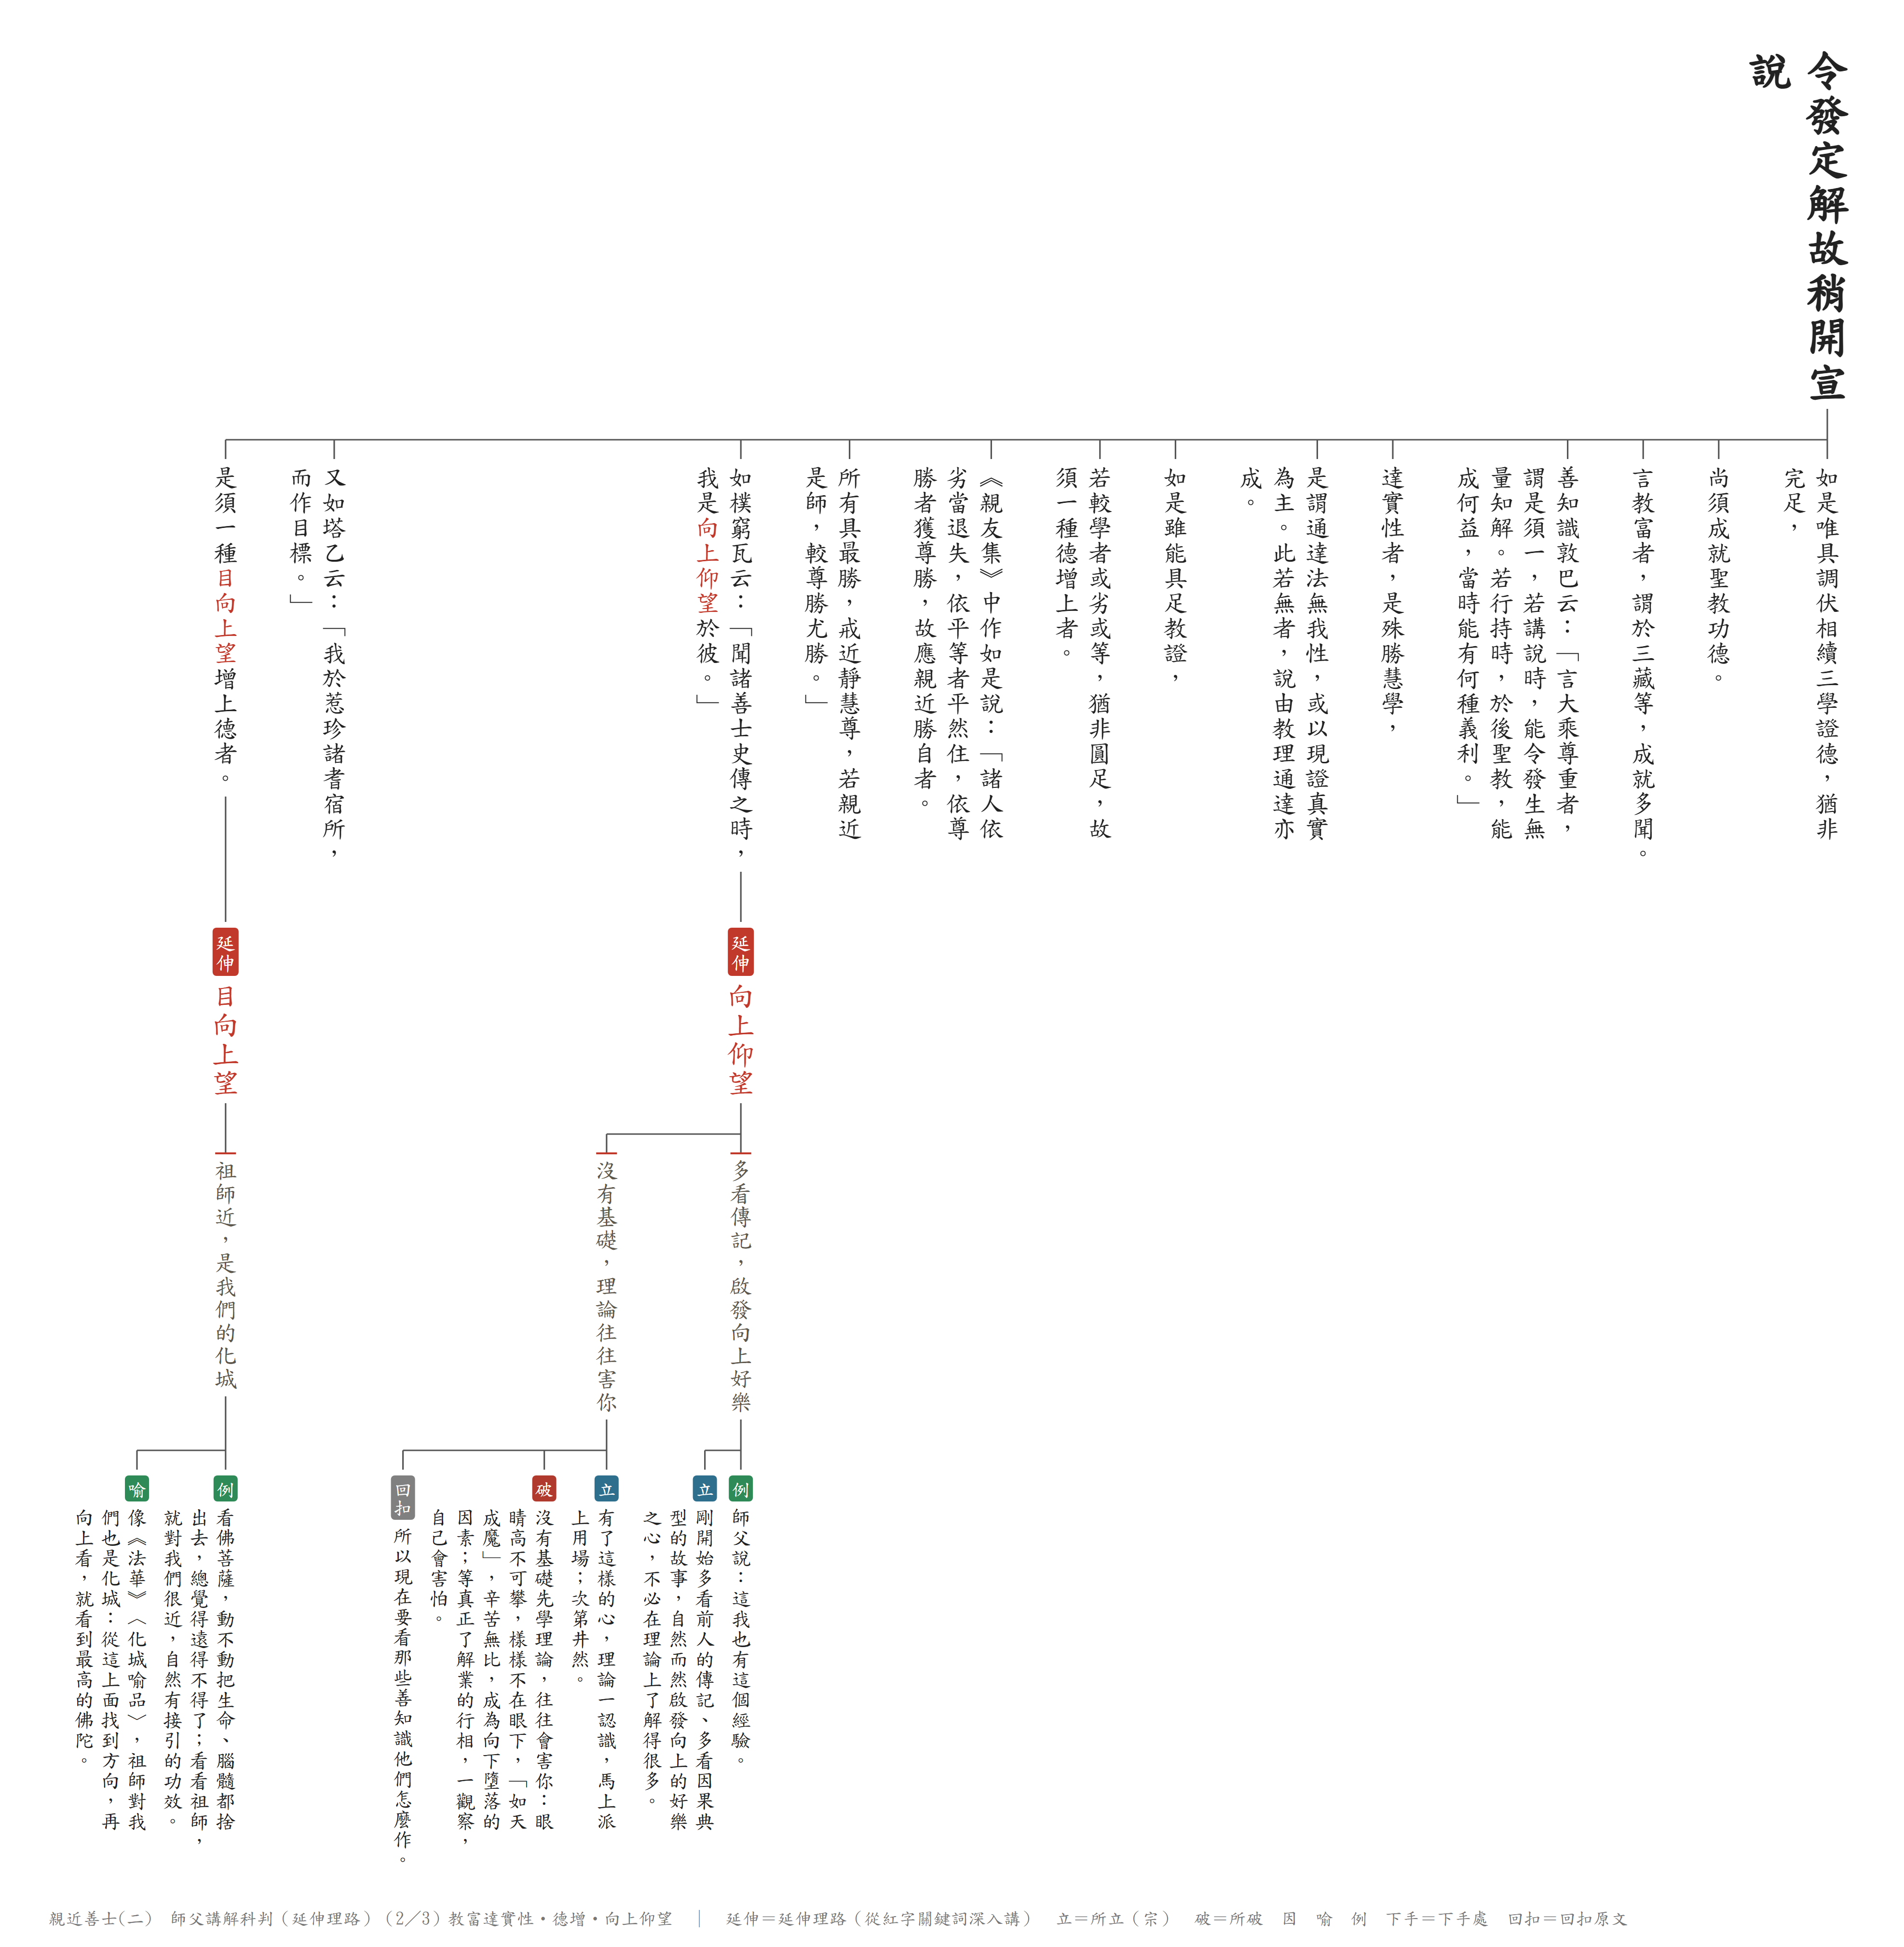 令發定解故稍開宣
說
如是唯具調伏相續三學證德，猶非
完足，
尚須成就聖教功德。
言教富者，謂於三藏等，成就多聞。
善知識敦巴云：「言大乘尊重者，
謂是須一，若講說時，能令發生無
量知解。若行持時，於後聖教，能
成何益，當時能有何種義利。」
達實性者，是殊勝慧學，
是謂通達法無我性，或以現證真實
為主。此若無者，說由教理通達亦
成。
如是雖能具足教證，
若較學者或劣或等，猶非圓足，故
須一種德增上者。
《親友集》中作如是說：「諸人依
劣當退失，依平等者平然住，依尊
勝者獲尊勝，故應親近勝自者。
所有具最勝，戒近靜慧尊，若親近
是師，較尊勝尤勝。」
如樸窮瓦云：「聞諸善士史傳之時，
我是向上仰望於彼。」
又如塔乙云：「我於惹珍諸耆宿所，
而作目標。」
是須一種目向上望增上德者。
延伸
向上仰望
多看傳記，啟發向上好樂
例
師父說：這我也有這個經驗。
立
剛開始多看前人的傳記、多看因果典
型的故事，自然而然啟發向上的好樂
之心，不必在理論上了解得很多。
沒有基礎，理論往往害你
立
有了這樣的心，理論一認識，馬上派
上用場；次第井然。
破
沒有基礎先學理論，往往會害你：眼
睛高不可攀，樣樣不在眼下，「如天
成魔」，辛苦無比，成為向下墮落的
因素；等真正了解業的行相，一觀察，
自己會害怕。
回扣
所以現在要看那些善知識他們怎麼作。
延伸
目向上望
祖師近，是我們的化城
例
看佛菩薩，動不動把生命、腦髓都捨
出去，總覺得遠得不得了；看看祖師，
就對我們很近，自然有接引的功效。
喻
像《法華》〈化城喻品〉，祖師對我
們也是化城：從這上面找到方向，再
向上看，就看到最高的佛陀。
親近善士(二)　師父講解科判（延伸理路）（2／3）教富達實性・德增・向上仰望　｜　延伸＝延伸理路（從紅字關鍵詞深入講）　立＝所立（宗）　破＝所破　因　喻　例　下手＝下手處　回扣＝回扣原文